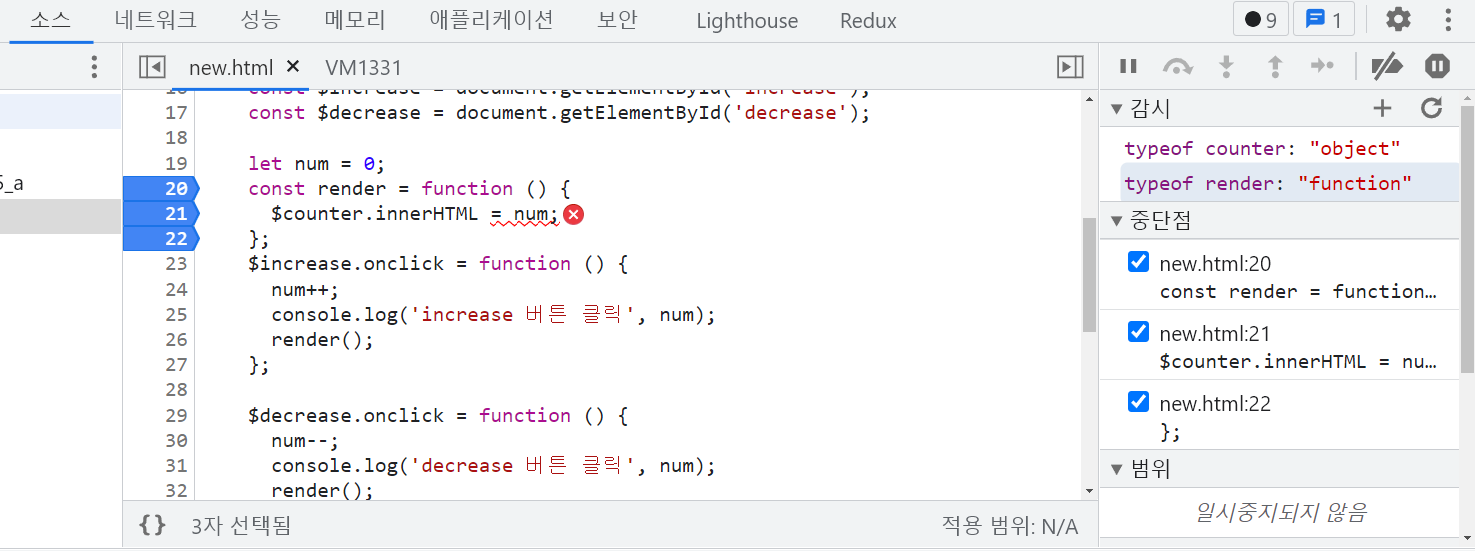 소스 네트워크 성능 메모리 애플리케이션 보안 Lighthouse Redux 9 1
new.html × VM1331
5_a
16 const $increase = document.getElementById('increase');
17 const $decrease = document.getElementById('decrease');
18
19 let num = 0;
20 const render = function () {
21 $counter.innerHTML = num;
22 };
23 $increase.onclick = function () {
24 num++;
25 console.log('increase 버튼 클릭', num);
26 render();
27 };
28
29 $decrease.onclick = function () {
30 num--;
31 console.log('decrease 버튼 클릭', num);
32 render();
{} 3자 선택됨 적용 범위: N/A
감시
typeof counter: "object"
typeof render: "function"
중단점
new.html:20
const render = function…
new.html:21
$counter.innerHTML = nu…
new.html:22
};
범위
일시중지되지 않음